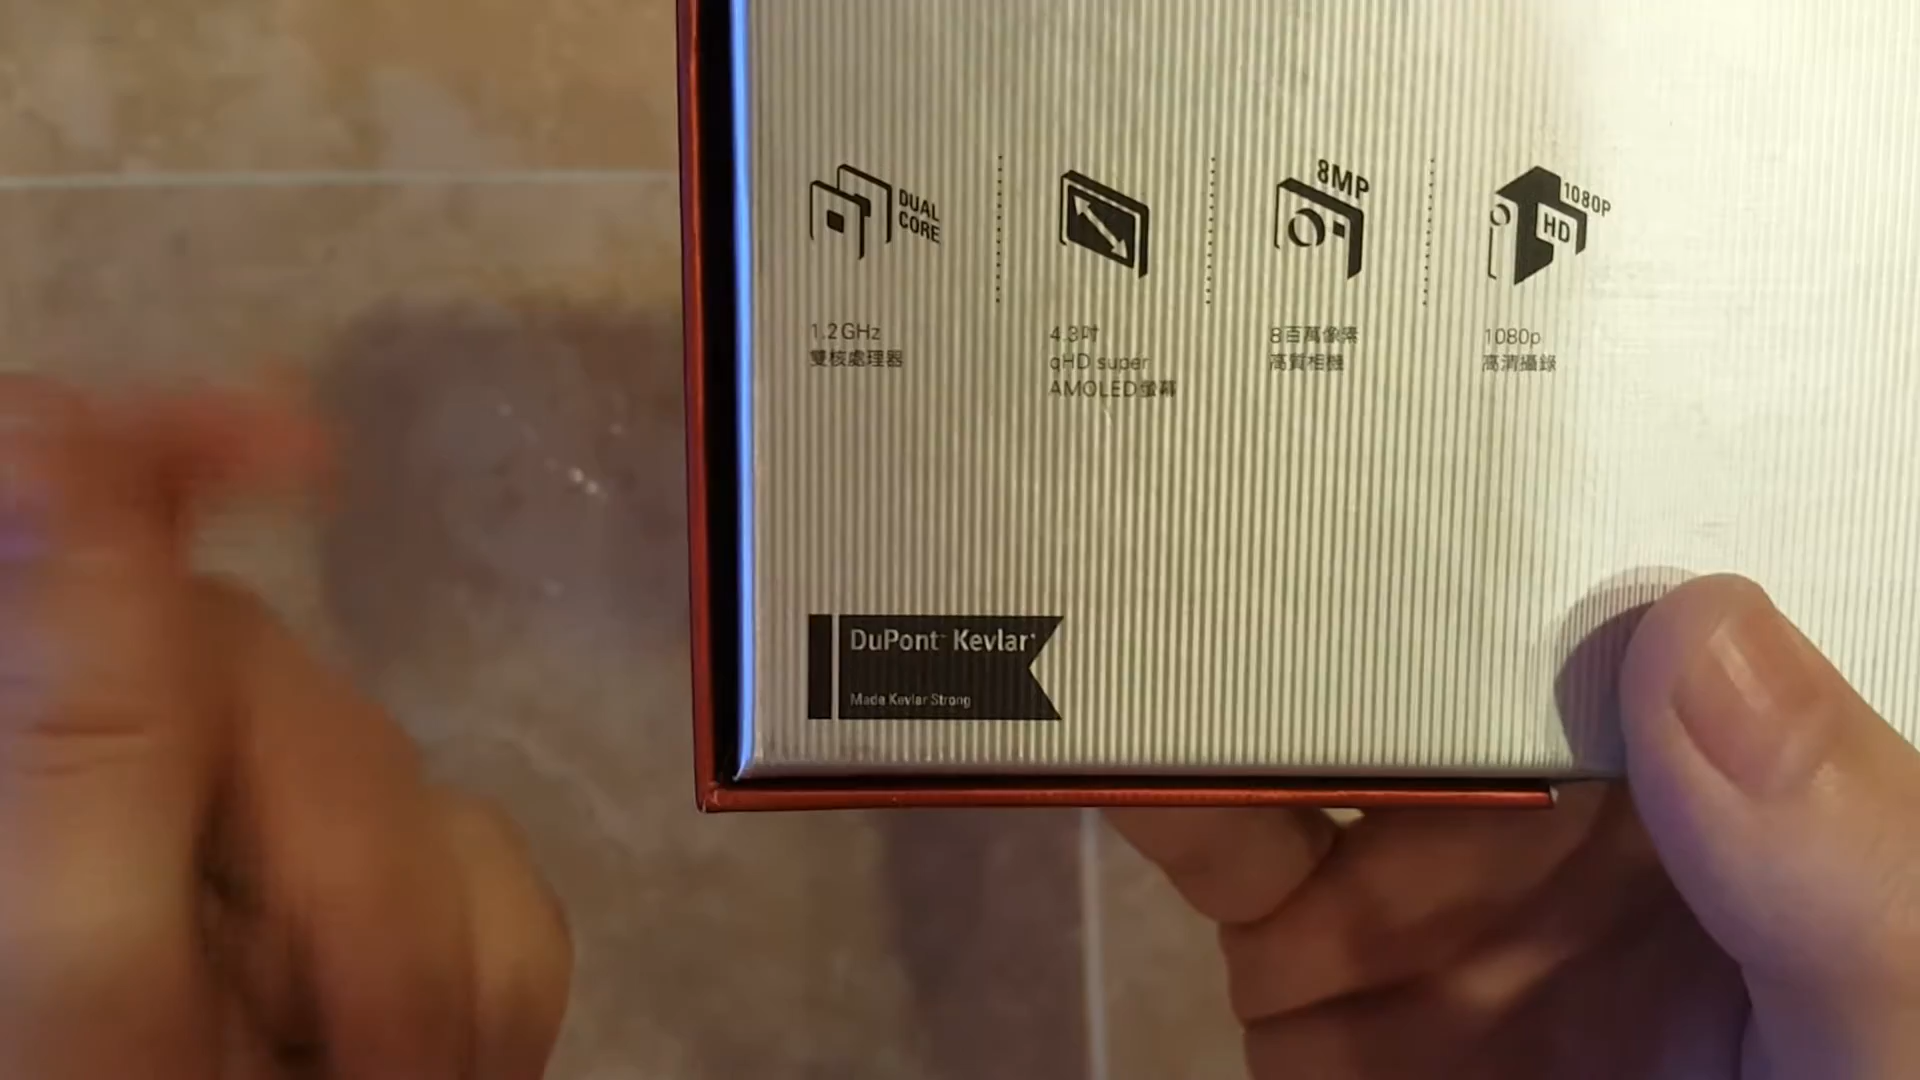 DUAL
CORE
8MP
1080P
HD
1.2GHz
雙核處理器
4.3吋
qHD super
AMOLED螢幕
8百萬像素
高質相機
1080p
高清攝錄
DuPont™ Kevlar®
Made Kevlar Strong